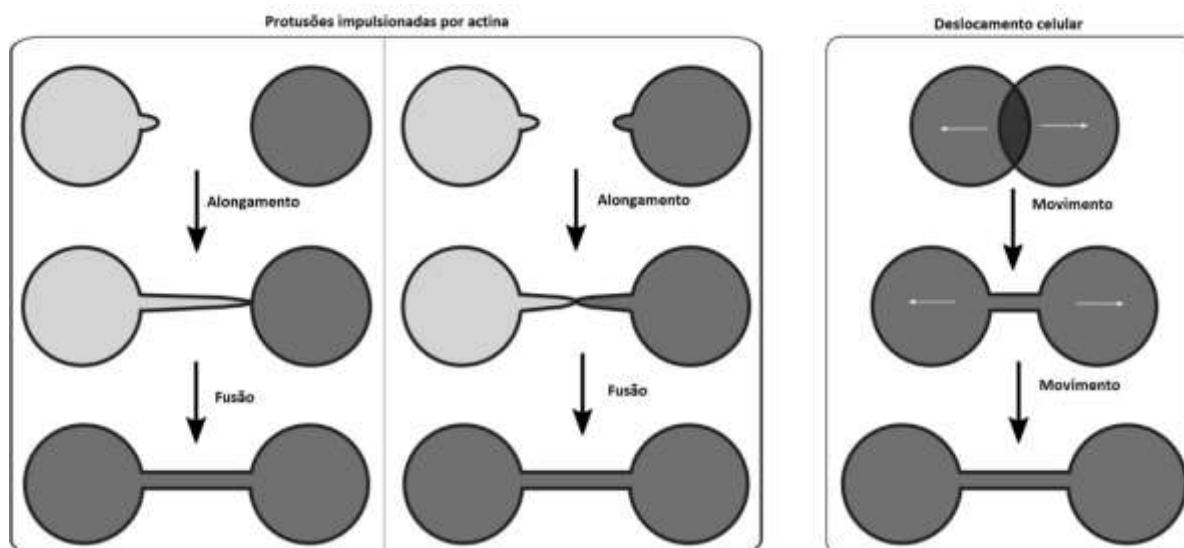 Protusões impulsionadas por actina
Deslocamento celular
Alongamento
Alongamento
Movimento
Fusão
Fusão
Movimento